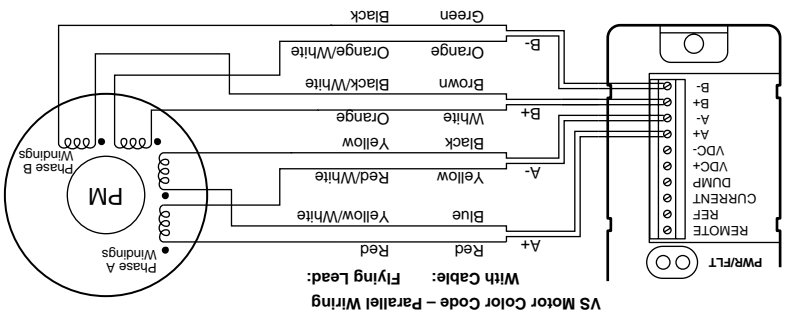 VS Motor Color Code – Parallel Wiring
With Cable: Flying Lead:
PWR/FLT
REMOTE
REF
CURRENT
DUMP
VDC+
VDC-
A+
A-
B+
B-
A+ Red Red
Blue Yellow/White
A- Yellow Red/White
Black Yellow
B+ White Orange
Brown Black/White
B- Orange Orange/White
Green Black
Phase A
Windings
PM
Phase B
Windings